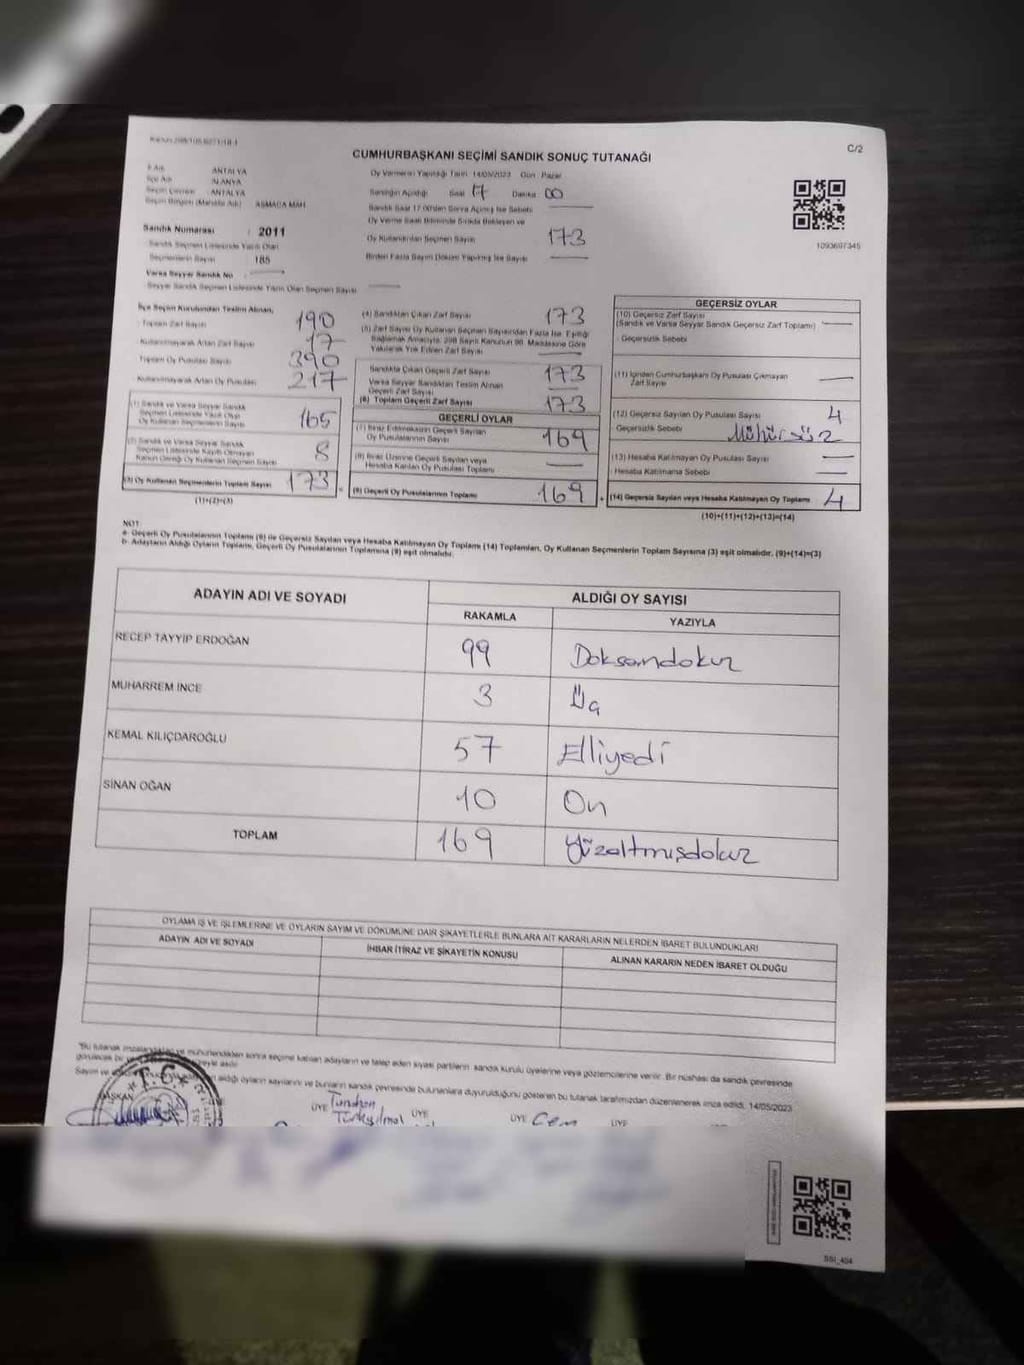 C/2
CUMHURBAŞKANI SEÇİMİ SANDIK SONUÇ TUTANAĞI
Oy Vermenin Yapıldığı Tarih 14/05/2023 Gün Pazar
İl Adı ANTALYA
İlçe Adı ALANYA
Seçim Çevresi ANTALYA
Seçim Bölgesi (Mahalle Adı) ASMACA MAH.
Sandığın Açıldığı Saat 17 Dakika 00
Sandık Saat 17.00'den Sonra Açılmış İse Sebebi
Oy Verme Saati Bitiminde Sırada Bekleyen ve
Sandık Numarası : 2011
Oy Kullandırılan Seçmen Sayısı 173
1093697345
Sandık Seçmen Listesinde Yazılı Olan
Seçmenlerin Sayısı 185
Birden Fazla Sayım Döküm Yapılmış İse Sayısı
Varsa Seyyar Sandık No
Seyyar Sandık Seçmen Listesinde Yazılı Olan Seçmen Sayısı
İlçe Seçim Kurulundan Teslim Alınan;
Toplam Zarf Sayısı 190
Kullanılmayarak Artan Zarf Sayısı 17
Toplam Oy Pusulası Sayısı 390
Kullanılmayarak Artan Oy Pusulası 217
(1) Sandık ve Varsa Seyyar Sandık
Seçmen Listesinde Yazılı Olup
Oy Kullanan Seçmenlerin Sayısı 165
(2) Sandık ve Varsa Seyyar Sandık
Seçmen Listesinde Kayıtlı Olmayan
Kanun Gereği Oy Kullanan Seçmen Sayısı 8
(3) Oy Kullanan Seçmenlerin Toplam Sayısı 173
(1)+(2)=(3)
(4) Sandıktan Çıkan Zarf Sayısı 173
(5) Zarf Sayısı Oy Kullanan Seçmen Sayısından Fazla İse, Eşitliği
Sağlamak Amacıyla, 298 Sayılı Kanunun 98. Maddesine Göre
Yakılarak Yok Edilen Zarf Sayısı
Sandıkta Çıkan Geçerli Zarf Sayısı 173
Varsa Seyyar Sandıktan Teslim Alınan
Geçerli Zarf Sayısı
(6) Toplam Geçerli Zarf Sayısı 173
GEÇERLİ OYLAR
(7) İtiraz Edilmeksizin Geçerli Sayılan
Oy Pusulalarının Sayısı 169
(8) İtiraz Üzerine Geçerli Sayılan veya
Hesaba Katılan Oy Pusulası Toplamı
(9) Geçerli Oy Pusulalarının Toplamı 169
GEÇERSİZ OYLAR
(10) Geçersiz Zarf Sayısı
(Sandık ve Varsa Seyyar Sandık Geçersiz Zarf Toplamı)
Geçersizlik Sebebi
(11) İçinden Cumhurbaşkanı Oy Pusulası Çıkmayan
Zarf Sayısı
(12) Geçersiz Sayılan Oy Pusulası Sayısı 4
Geçersizlik Sebebi Mühürsüz
(13) Hesaba Katılmayan Oy Pusulası Sayısı
Hesaba Katılmama Sebebi
(14) Geçersiz Sayılan veya Hesaba Katılmayan Oy Toplamı 4
(10)+(11)+(12)+(13)=(14)
NOT:
a- Geçerli Oy Pusulalarının Toplamı (9) ile Geçersiz Sayılan veya Hesaba Katılmayan Oy Toplamı (14) Toplamları, Oy Kullanan Seçmenlerin Toplam Sayısına (3) eşit olmalıdır. (9)+(14)=(3)
b- Adayların Aldığı Oyların Toplamı, Geçerli Oy Pusulalarının Toplamına (9) eşit olmalıdır.
ADAYIN ADI VE SOYADI ALDIĞI OY SAYISI
RAKAMLA YAZIYLA
RECEP TAYYİP ERDOĞAN 99 Doksandokuz
MUHARREM İNCE 3 Üç
KEMAL KILIÇDAROĞLU 57 Elliyedi
SİNAN OĞAN 10 On
TOPLAM 169 Yüzaltmışdokuz
OYLAMA İŞ VE İŞLEMLERİNE VE OYLARIN SAYIM VE DÖKÜMÜNE DAİR ŞİKAYETLERLE BUNLARA AİT KARARLARIN NELERDEN İBARET BULUNDUKLARI
ADAYIN ADI VE SOYADI İHBAR İTİRAZ VE ŞİKAYETİN KONUSU ALINAN KARARIN NEDEN İBARET OLDUĞU
"Bu tutanak imzalandıktan ve mühürlendikten sonra seçime katılan adayların ve talep eden siyasi partilerin sandık kurulu üyelerine veya gözlemcilerine verilir. Bir nüshası da sandık çevresinde
görülecek bir
Sayım ve aldığı oyların sayılarını ve bunların sandık çevresinde bulunanlara duyurulduğunu gösteren bu tutanak tarafımızdan düzenlenerek imza edildi. 14/05/2023
T.C.
BAŞKAN ÜYE Turahan ÜYE ÜYE Cem ÜYE
Türkyılmaz
SSI_404